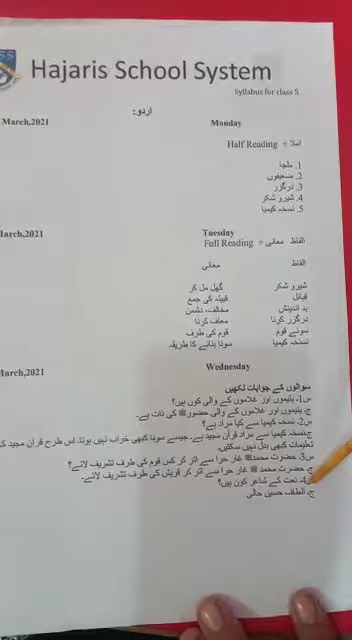 Hajaris School System
Syllabus for class 5
اردو:
March,2021 Monday
Half Reading + املا
1. ملجا
2. ضعیفوں
3. درگزر
4. شیرو شکر
5. نسخہ کیمیا
March,2021 Tuesday
Full Reading + الفاظ معانی
الفاظ معانی
شیرو شکر گھل مل کر
قبائل قبیلہ کی جمع
بد اندیش مخالف، دشمن
درگزر کرنا معاف کرنا
سوئے قوم قوم کی طرف
نسخہ کیمیا سونا بنانے کا طریقہ
March,2021 Wednesday
سوالوں کے جوابات لکھیں
س1۔ یتیموں اور غلاموں کے والی کون ہیں؟
ج۔ یتیموں اور غلاموں کے والی حضورﷺ کی ذات ہے۔
س2۔ نسخہ کیمیا سے کیا مراد ہے؟
ج۔نسخہ کیمیا سے مراد قرآن مجید ہے۔ جیسے سونا کبھی خراب نہیں ہوتا۔ اس طرح قرآن مجید کی
تعلیمات کبھی بدل نہیں سکتیں۔
س3۔ حضرت محمدﷺ غار حرا سے اتر کر کس قوم کی طرف تشریف لائے؟
ج۔ حضرت محمدﷺ غار حرا سے اتر کر قریش کی طرف تشریف لائے۔
س4۔ نعت کے شاعر کون ہیں؟
ج۔ الطاف حسین حالی